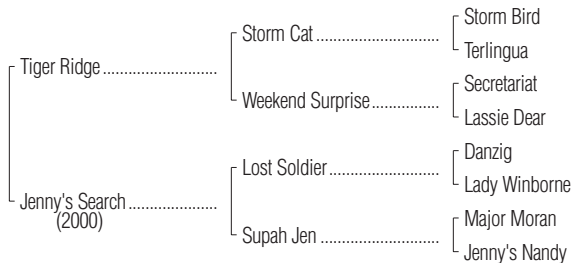 Storm Bird
Storm Cat ................................
Terlingua
Tiger Ridge .............................
Secretariat
Weekend Surprise.................
Lassie Dear
Danzig
Lost Soldier............................
Lady Winborne
Jenny's Search ......................
(2000)
Major Moran
Supah Jen ..............................
Jenny's Nandy